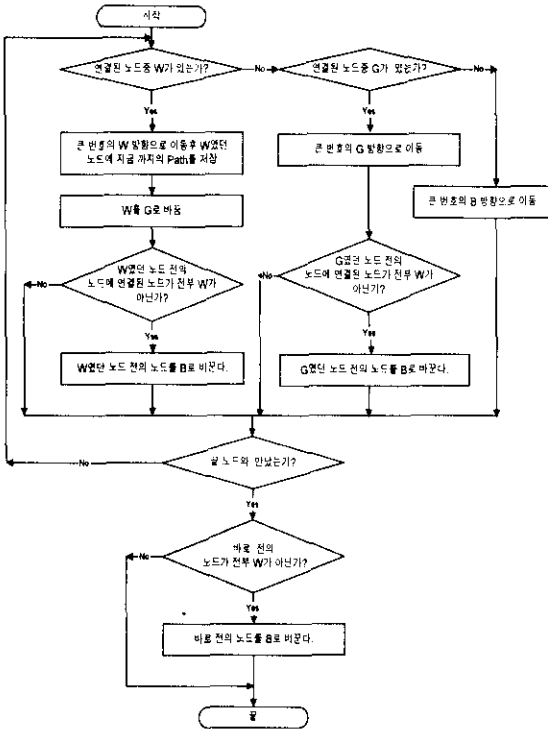 시작
연결된 노드중 W가 있는가?
No
연결된 노드중 G가 있는가?
No
Yes
Yes
큰 번호의 W 방향으로 이동후 W였던
노드에 지금 까지의 Path를 저장
큰 번호의 G 방향으로 이동
큰 번호의 B 방향으로 이동
W를 G로 바꿈
W였던 노드 전의
노드에 연결된 노드가 전부 W가
아닌가?
No
G였던 노드 전의
노드에 연결된 노드가 전부 W가
아닌가?
No
Yes
Yes
W였던 노드 전의 노드를 B로 바꾼다.
G였던 노드 전의 노드를 B로 바꾼다.
끝 노드와 만났는가?
No
Yes
바로 전의
노드가 전부 W가 아닌가?
No
Yes
바로 전의 노드를 B로 바꾼다.
끝